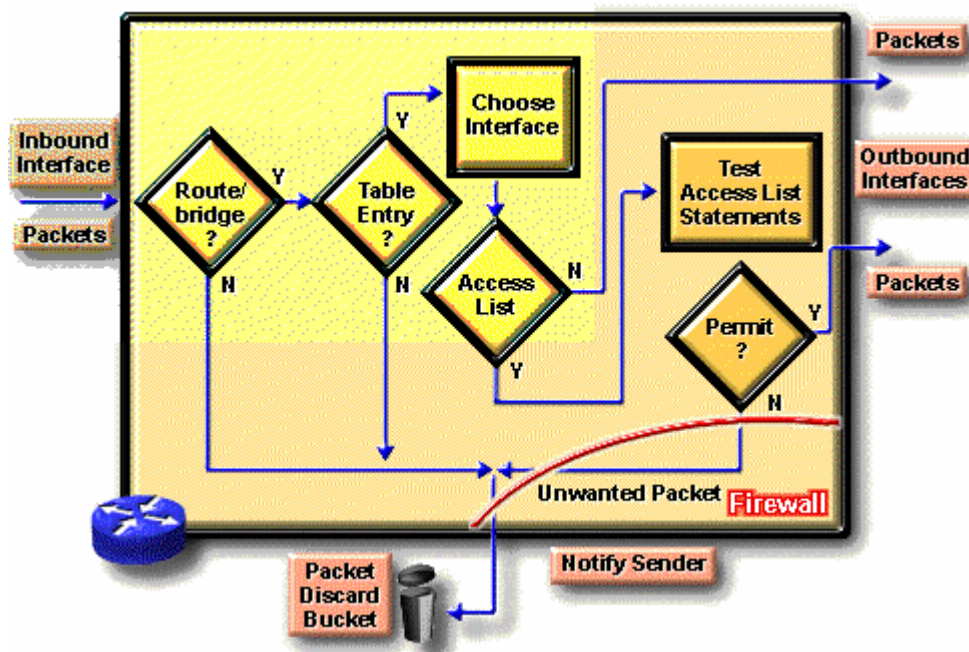 Packets
Inbound
Interface
Packets
Route/
bridge
?
Y
N
Table
Entry
?
Y
N
Choose
Interface
Access
List
N
Y
Test
Access List
Statements
Permit
?
Y
N
Outbound
Interfaces
Packets
Unwanted Packet
Firewall
Notify Sender
Packet
Discard
Bucket